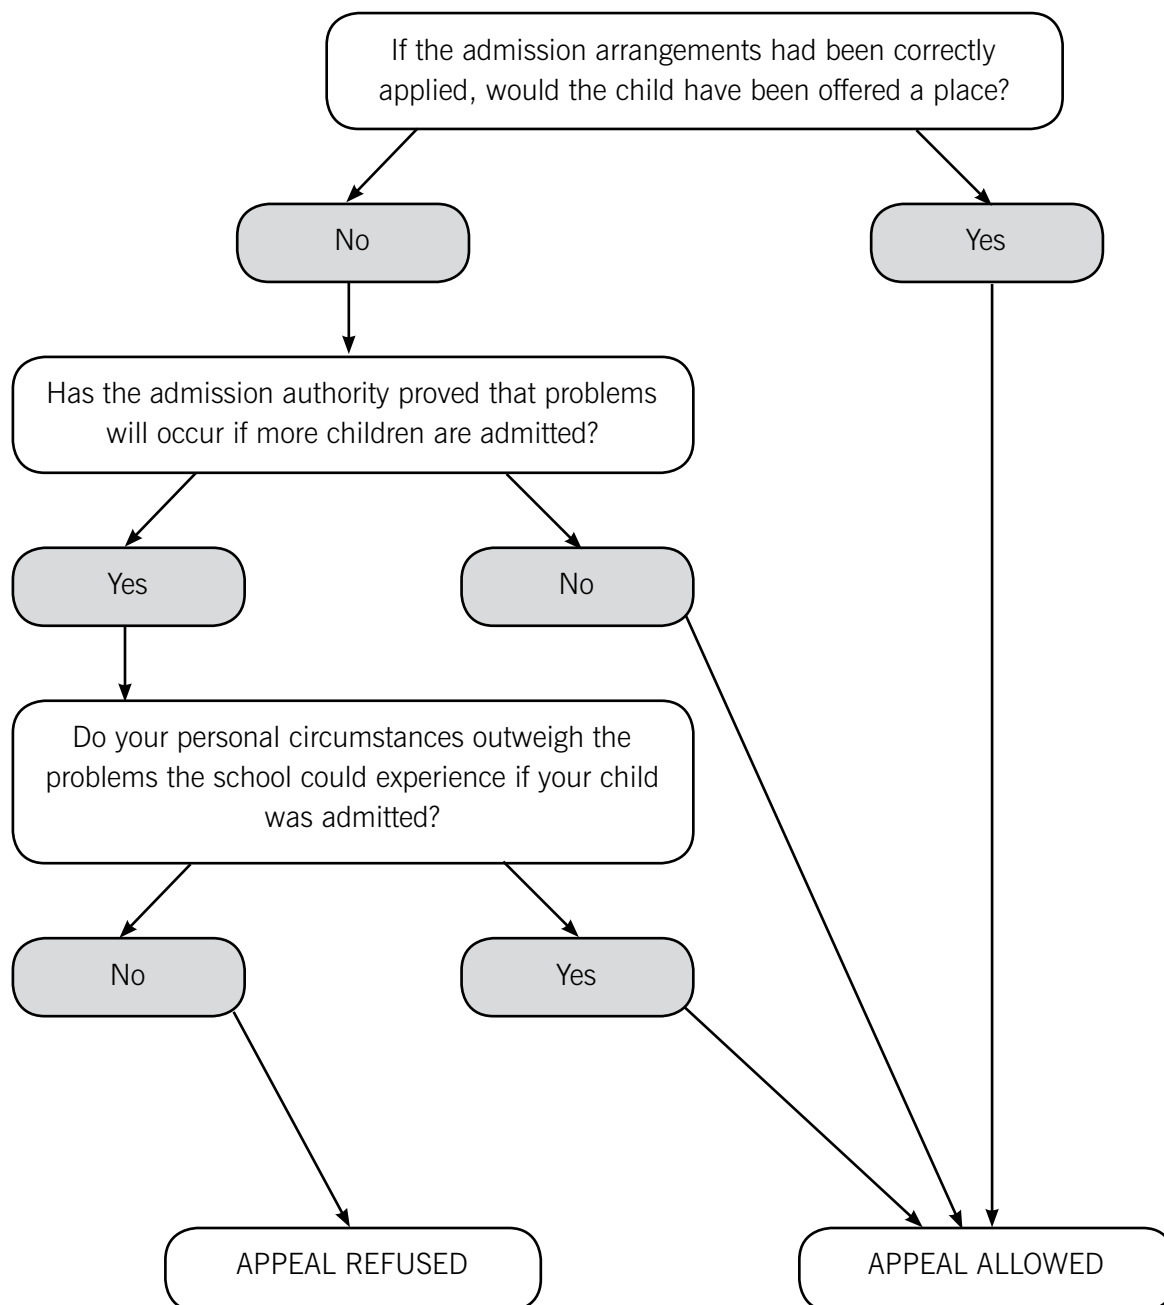 If the admission arrangements had been correctly
applied, would the child have been offered a place?
No
Yes
Has the admission authority proved that problems
will occur if more children are admitted?
Yes
No
Do your personal circumstances outweigh the
problems the school could experience if your child
was admitted?
No
Yes
APPEAL REFUSED
APPEAL ALLOWED